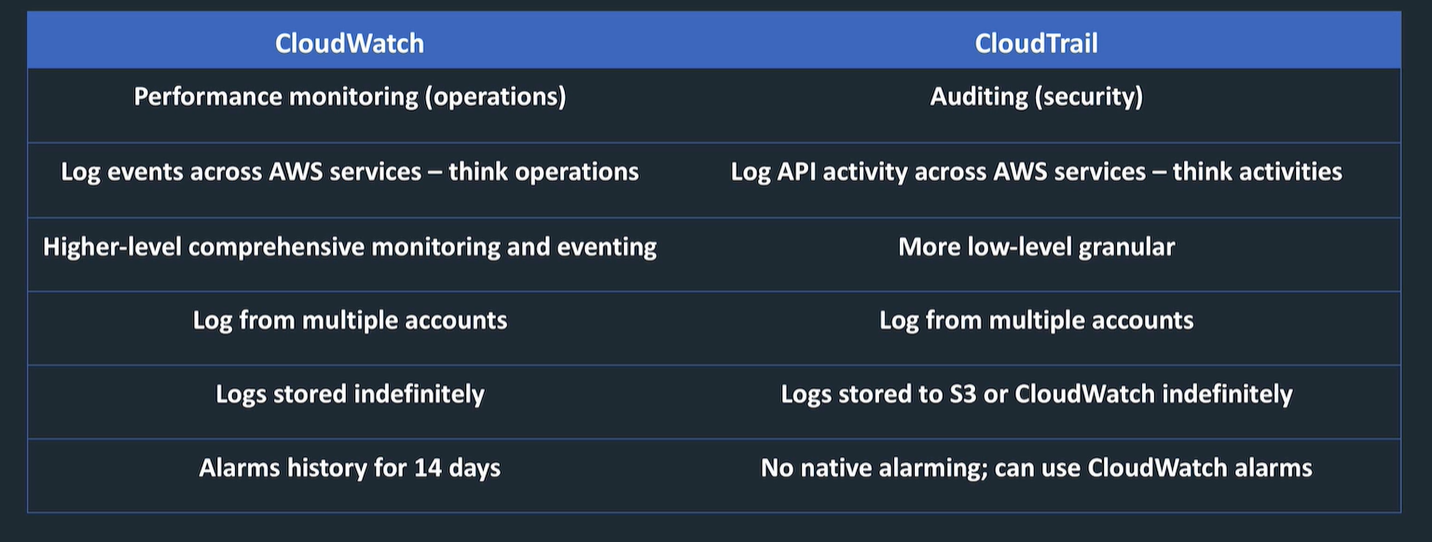 CloudWatch CloudTrail
Performance monitoring (operations) Auditing (security)
Log events across AWS services – think operations Log API activity across AWS services – think activities
Higher-level comprehensive monitoring and eventing More low-level granular
Log from multiple accounts Log from multiple accounts
Logs stored indefinitely Logs stored to S3 or CloudWatch indefinitely
Alarms history for 14 days No native alarming; can use CloudWatch alarms